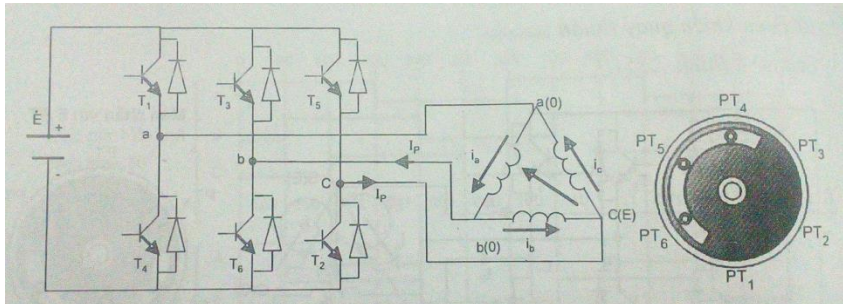 E
+
-
T1
T3
T5
a
b
C
T4
T6
T2
IP
IP
a(0)
ia
ic
C(E)
b(0)
ib
PT4
PT5
PT3
PT6
PT2
PT1